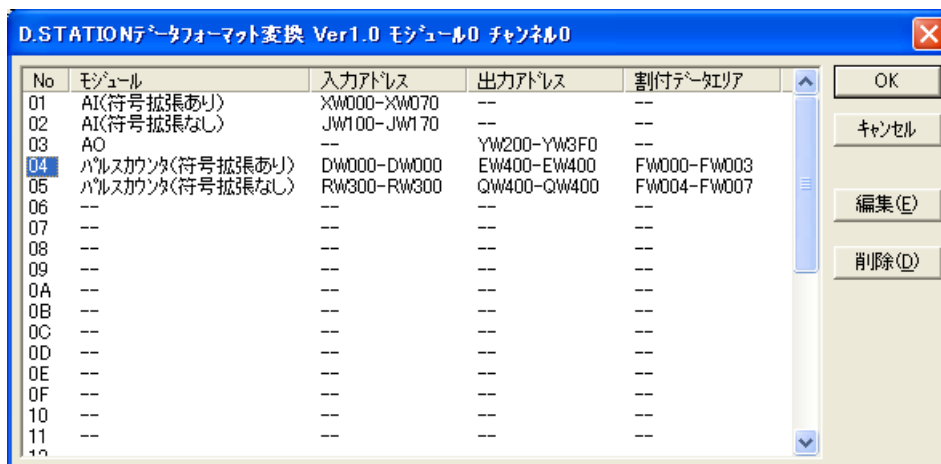 D.STATIONﾃﾞｰﾀﾌｫｰﾏｯﾄ変換 Ver1.0 ﾓｼﾞｭｰﾙ0 ﾁｬﾝﾈﾙ0
No ﾓｼﾞｭｰﾙ 入力ｱﾄﾞﾚｽ 出力ｱﾄﾞﾚｽ 割付ﾃﾞｰﾀｴﾘｱ
01 AI(符号拡張あり) XW000-XW070 -- --
02 AI(符号拡張なし) JW100-JW170 -- --
03 AO -- YW200-YW3F0 --
04 ﾊﾟﾙｽｶｳﾝﾀ(符号拡張あり) DW000-DW000 EW400-EW400 FW000-FW003
05 ﾊﾟﾙｽｶｳﾝﾀ(符号拡張なし) RW300-RW300 QW400-QW400 FW004-FW007
06 -- -- -- --
07 -- -- -- --
08 -- -- -- --
09 -- -- -- --
0A -- -- -- --
0B -- -- -- --
0C -- -- -- --
0D -- -- -- --
0E -- -- -- --
0F -- -- -- --
10 -- -- -- --
11 -- -- -- --
OK
ｷｬﾝｾﾙ
編集(E)
削除(D)